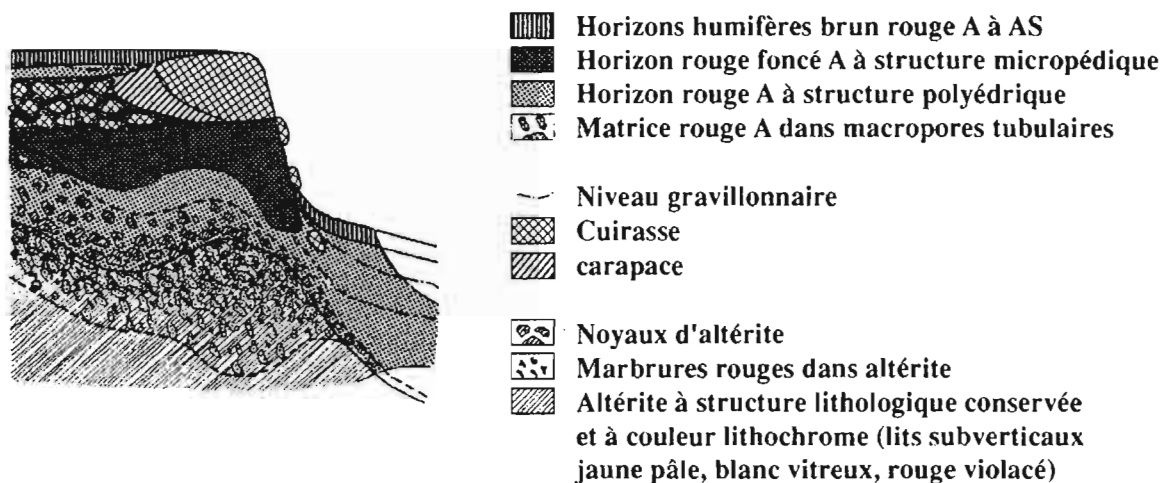 Horizons humifères brun rouge A à AS
Horizon rouge foncé A à structure micropédique
Horizon rouge A à structure polyédrique
Matrice rouge A dans macropores tubulaires
Niveau gravillonnaire
Cuirasse
carapace
Noyaux d'altérite
Marbrures rouges dans altérite
Altérite à structure lithologique conservée
et à couleur lithochrome (lits subverticaux
jaune pâle, blanc vitreux, rouge violacé)